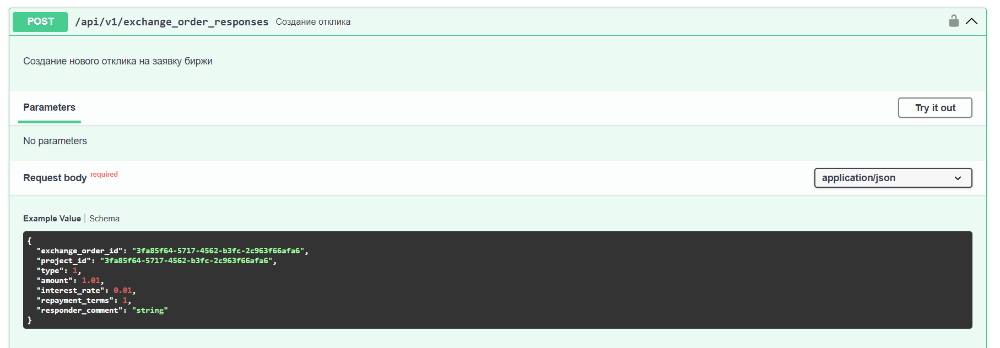 POST /api/v1/exchange_order_responses Создание отклика
Создание нового отклика на заявку биржи
Parameters
Try it out
No parameters
Request body required
application/json
Example Value | Schema
{
  "exchange_order_id": "3fa85f64-5717-4562-b3fc-2c963f66afa6",
  "project_id": "3fa85f64-5717-4562-b3fc-2c963f66afa6",
  "type": 1,
  "amount": 1.01,
  "interest_rate": 0.01,
  "repayment_terms": 1,
  "responder_comment": "string"
}